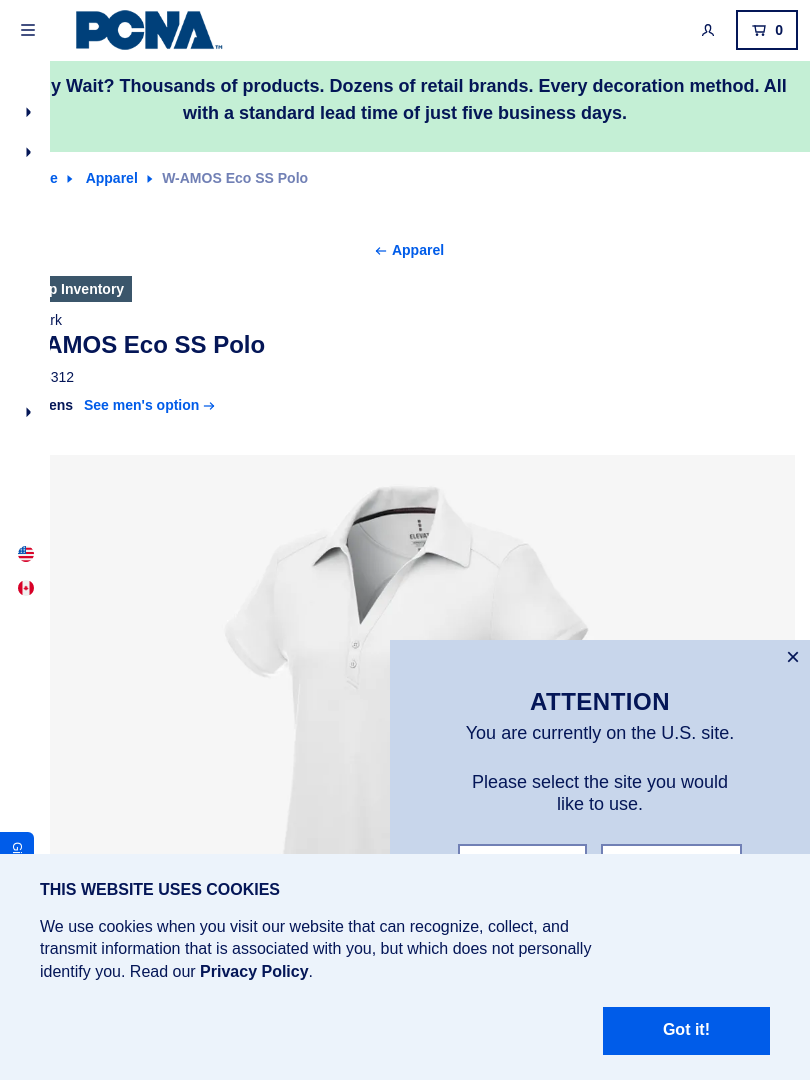 PCNA™
0
y Wait? Thousands of products. Dozens of retail brands. Every decoration method. All
with a standard lead time of just five business days.
e Apparel W-AMOS Eco SS Polo
← Apparel
p Inventory
rk
AMOS Eco SS Polo
312
ens See men's option →
ELEVAT
×
ATTENTION
You are currently on the U.S. site.
Please select the site you would
like to use.
Gi
THIS WEBSITE USES COOKIES
We use cookies when you visit our website that can recognize, collect, and
transmit information that is associated with you, but which does not personally
identify you. Read our Privacy Policy.
Got it!